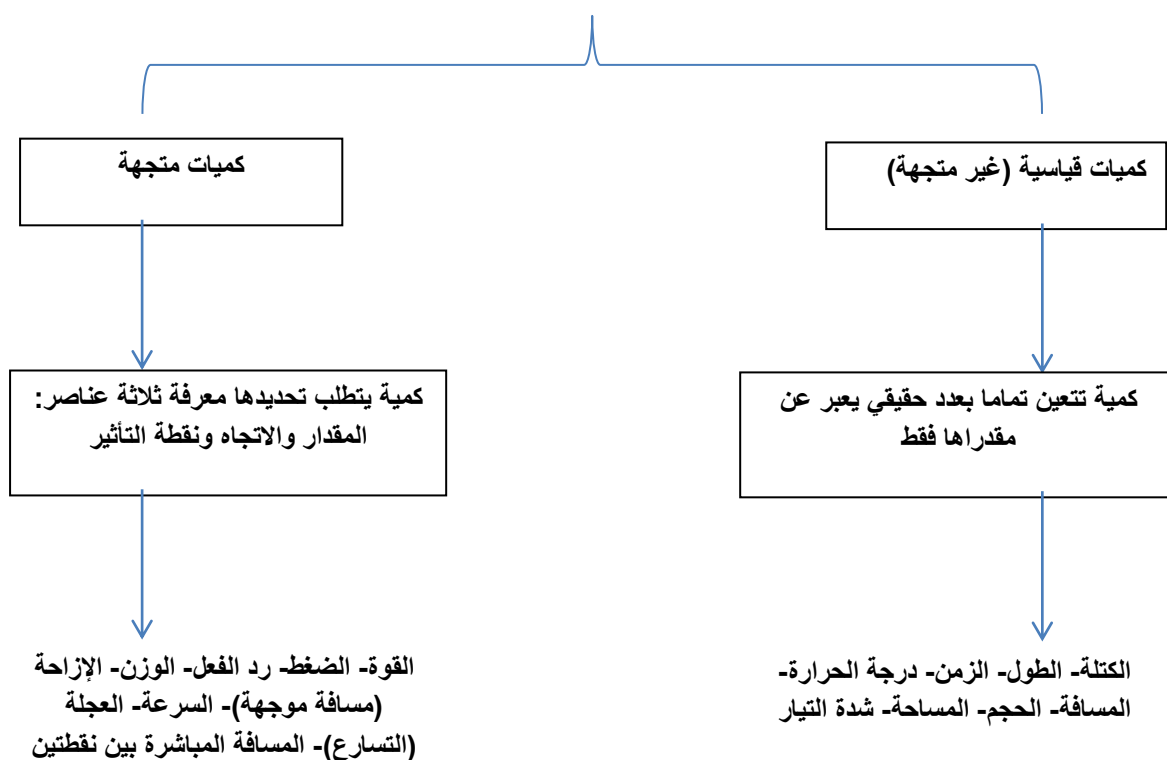 كميات قياسية (غير متجهة)
كميات متجهة
كمية تتعين تماما بعدد حقيقي يعبر عن
مقدراها فقط
كمية يتطلب تحديدها معرفة ثلاثة عناصر:
المقدار والاتجاه ونقطة التأثير
الكتلة- الطول- الزمن- درجة الحرارة-
المسافة- الحجم- المساحة- شدة التيار
القوة- الضغط- رد الفعل- الوزن- الإزاحة
(مسافة موجهة)- السرعة- العجلة
(التسارع)- المسافة المباشرة بين نقطتين